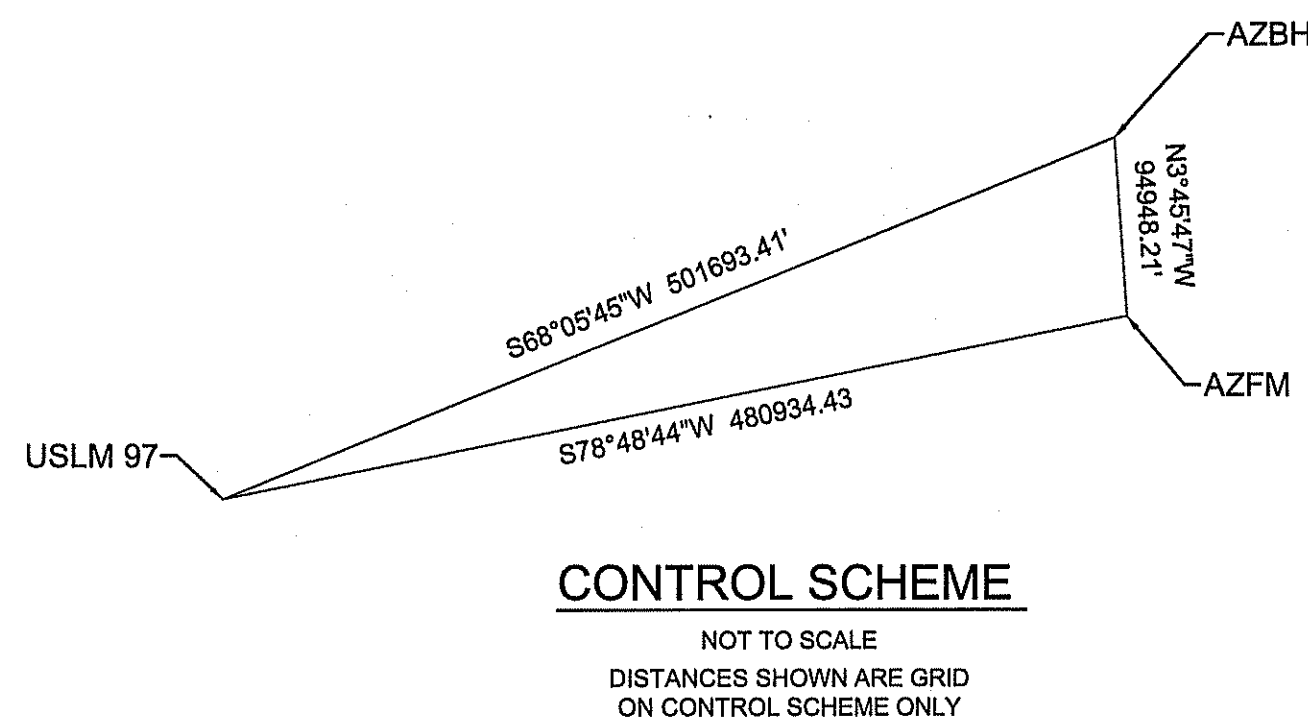 AZBH
N3°45'47"W
94948.21'
S68°05'45"W 501693.41'
AZFM
S78°48'44"W 480934.43
USLM 97
CONTROL SCHEME
NOT TO SCALE
DISTANCES SHOWN ARE GRID
ON CONTROL SCHEME ONLY